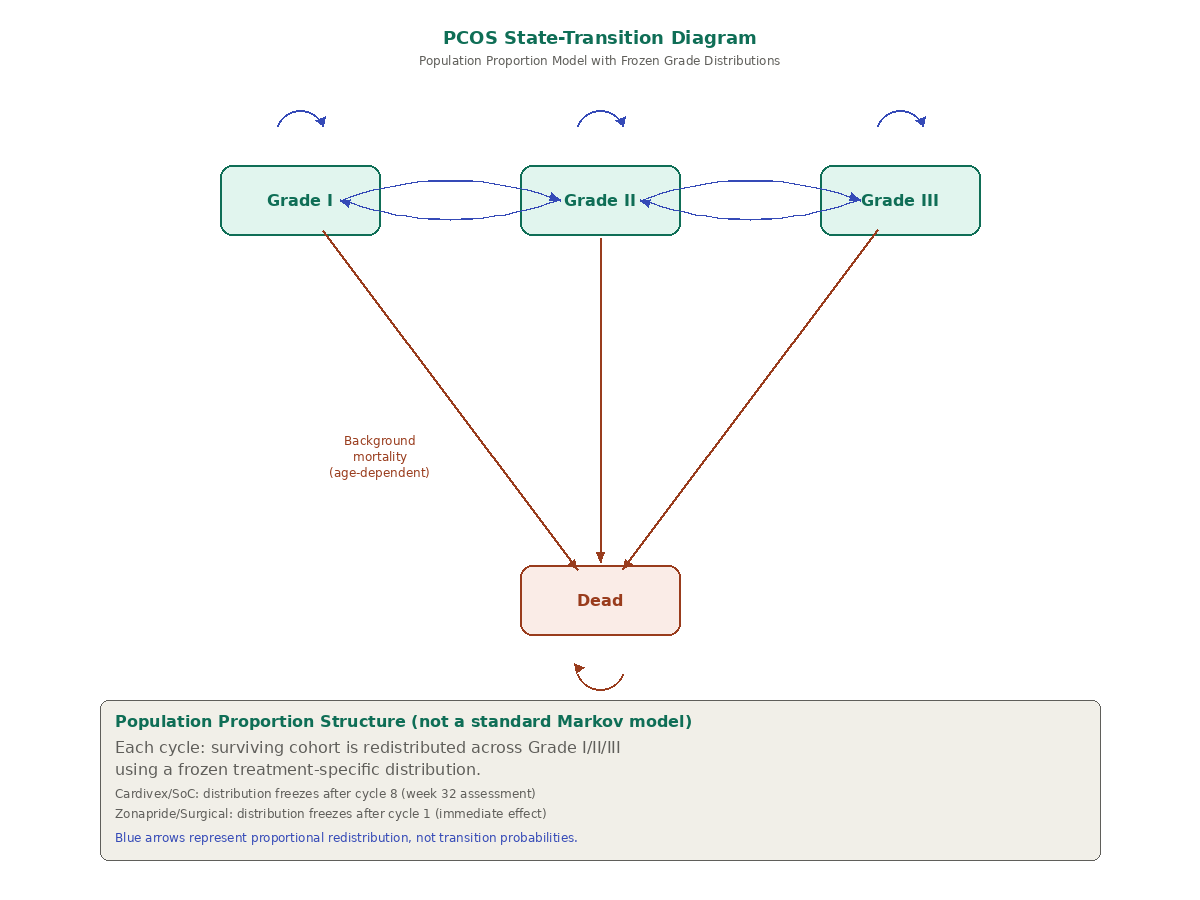 PCOS State-Transition Diagram
Population Proportion Model with Frozen Grade Distributions
Grade I
Grade II
Grade III
Background
mortality
(age-dependent)
Dead
Population Proportion Structure (not a standard Markov model)
Each cycle: surviving cohort is redistributed across Grade I/II/III
using a frozen treatment-specific distribution.
Cardivex/SoC: distribution freezes after cycle 8 (week 32 assessment)
Zonapride/Surgical: distribution freezes after cycle 1 (immediate effect)
Blue arrows represent proportional redistribution, not transition probabilities.